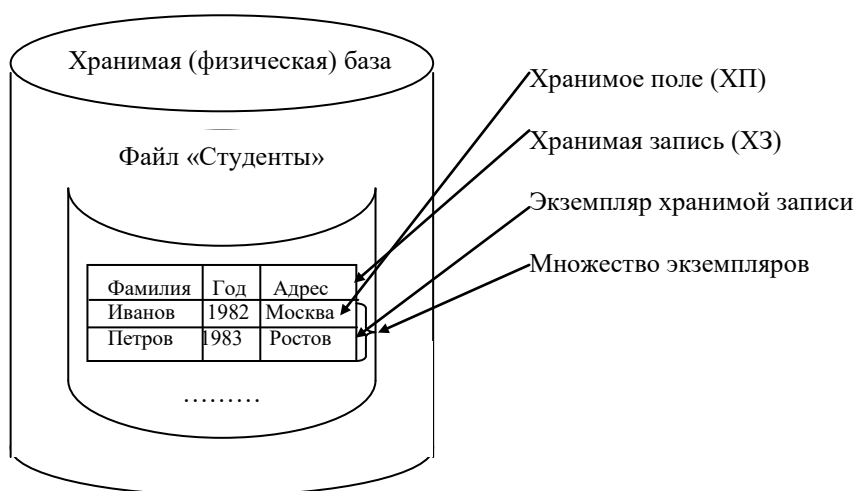 Хранимая (физическая) база
Файл «Студенты»
Фамилия Год Адрес
Иванов 1982 Москва
Петров 1983 Ростов
.........
Хранимое поле (ХП)
Хранимая запись (ХЗ)
Экземпляр хранимой записи
Множество экземпляров